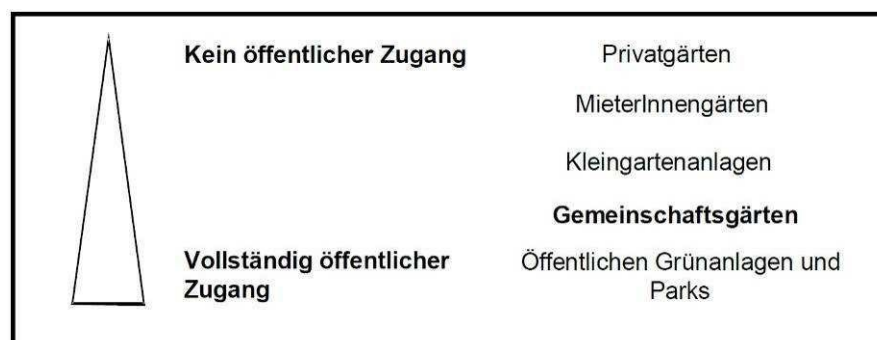 Kein öffentlicher Zugang
Privatgärten
MieterInnengärten
Kleingartenanlagen
Gemeinschaftsgärten
Vollständig öffentlicher
Zugang
Öffentlichen Grünanlagen und
Parks